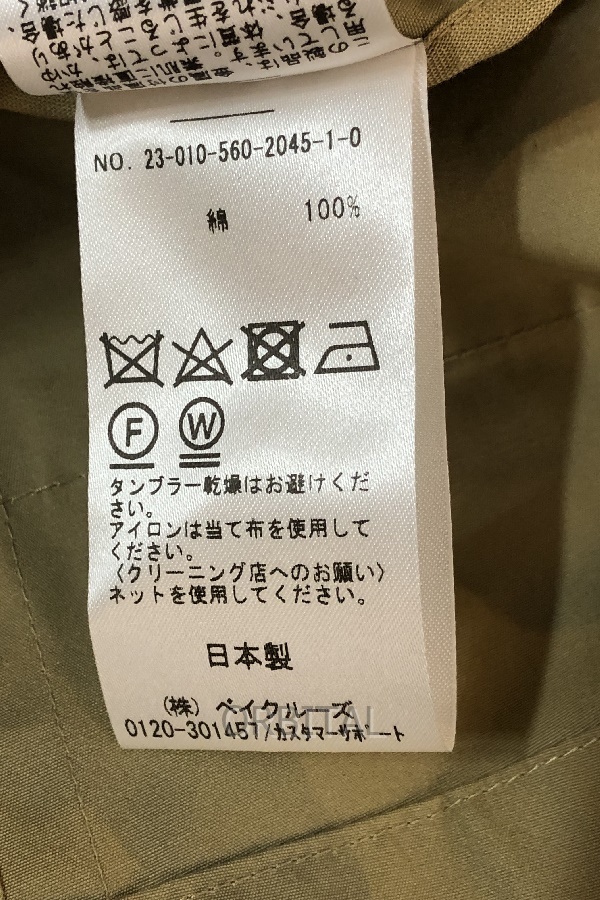 NO. 23-010-560-2045-1-0
綿 100%
F W
タンブラー乾燥はお避けくだ
さい。
アイロンは当て布を使用して
ください。
〈クリーニング店へのお願い〉
ネットを使用してください。
日本製
(株) ベイクルーズ
ORBITAL
0120-301457/カスタマーサポート